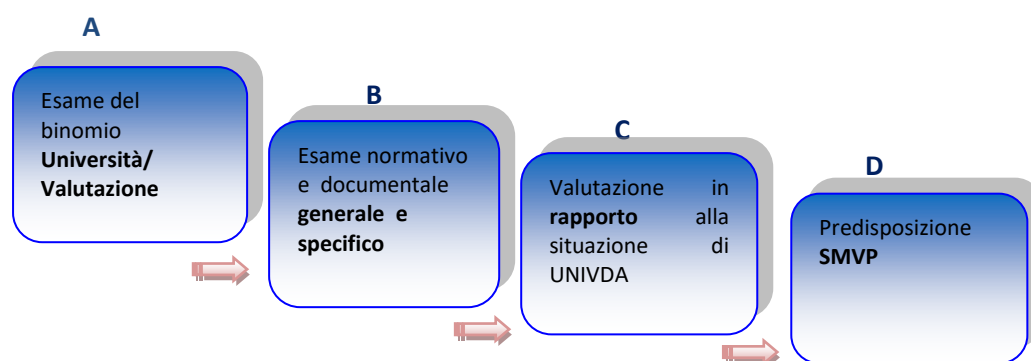 A
Esame del
binomio
Università/
Valutazione
B
Esame normativo
e documentale
generale e
specifico
C
Valutazione in
rapporto alla
situazione di
UNIVDA
D
Predisposizione
SMVP